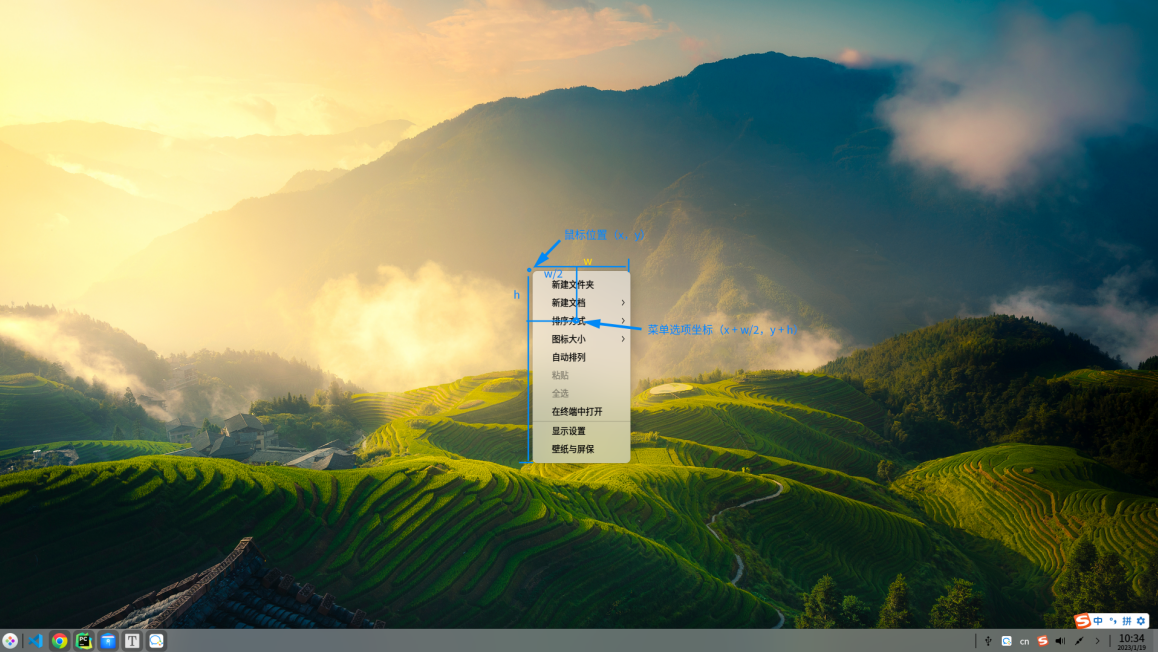 鼠标位置（x，y）
w
w/2
h
新建文件夹
新建文档
排序方式
菜单选项坐标（x + w/2，y + h）
图标大小
自动排列
粘贴
全选
在终端中打开
显示设置
壁纸与屏保
中 °, 拼
PC
T
cn
10:34
2023/1/19